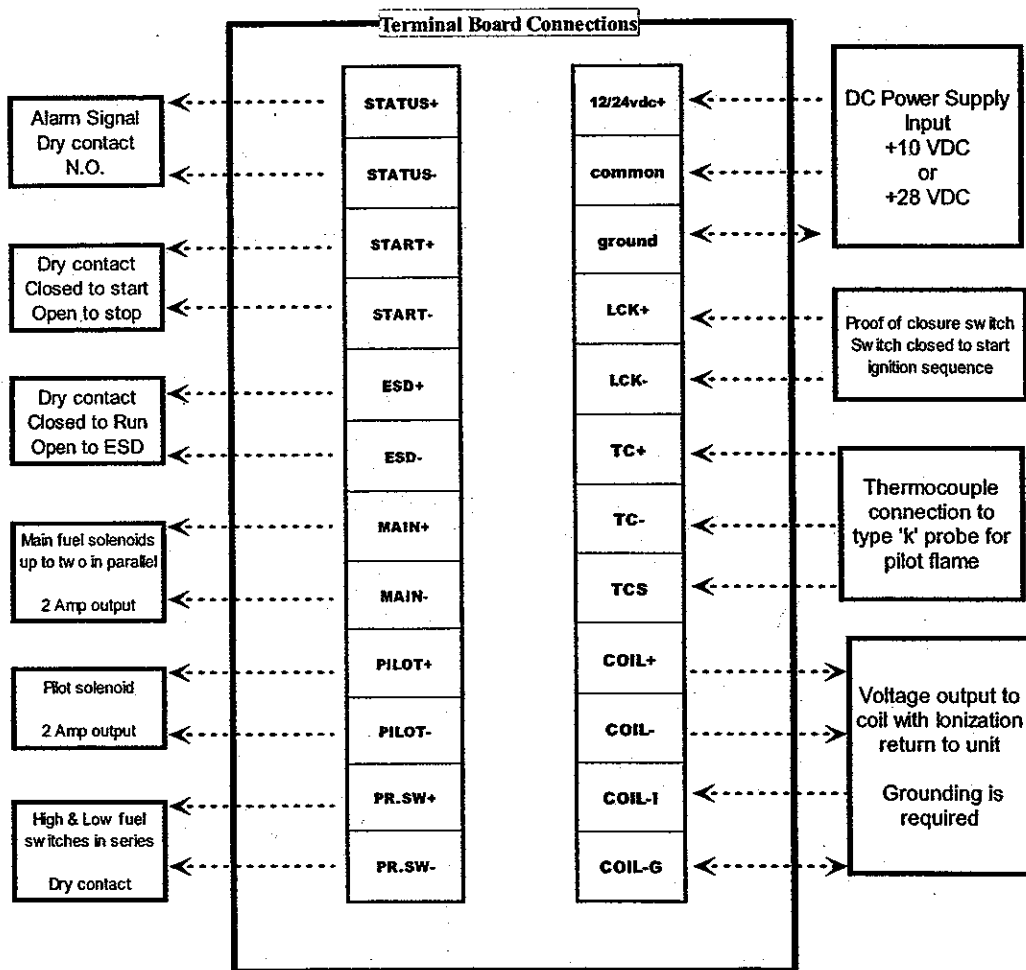 Terminal Board Connections
Alarm Signal
Dry contact
N.O.
Dry contact
Closed to start
Open to stop
Dry contact
Closed to Run
Open to ESD
Main fuel solenoids
up to two in parallel
2 Amp output
Pilot solenoid
2 Amp output
High & Low fuel
switches in series
Dry contact
STATUS+
STATUS-
START+
START-
ESD+
ESD-
MAIN+
MAIN-
PILOT+
PILOT-
PR.SW+
PR.SW-
12/24vdc+
common
ground
LCK+
LCK-
TC+
TC-
TCS
COIL+
COIL-
COIL-I
COIL-G
DC Power Supply
Input
+10 VDC
or
+28 VDC
Proof of closure switch
Switch closed to start
ignition sequence
Thermocouple
connection to
type 'k' probe for
pilot flame
Voltage output to
coil with Ionization
return to unit
Grounding is
required